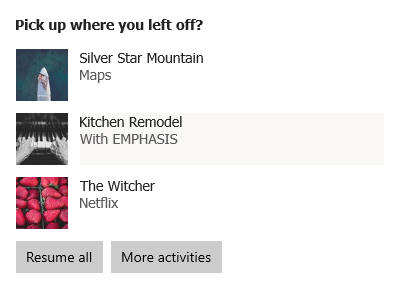 Pick up where you left off?
Silver Star Mountain
Maps
Kitchen Remodel
With EMPHASIS
The Witcher
Netflix
Resume all
More activities